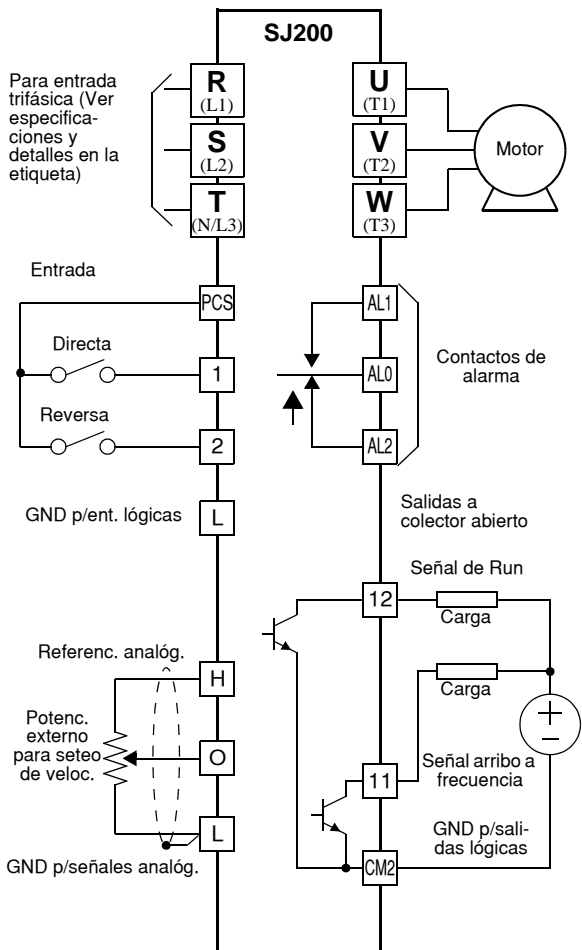 SJ200
Para entrada
trifásica (Ver
especifica-
ciones y
detalles en la
etiqueta)
R
(L1)
S
(L2)
T
(N/L3)
U
(T1)
V
(T2)
W
(T3)
Motor
Entrada
PCS
Directa
1
Reversa
2
GND p/ent. lógicas
L
AL1
AL0
AL2
Contactos de
alarma
Salidas a
colector abierto
Señal de Run
12
Carga
Carga
Referenc. analóg.
H
Potenc.
externo
para seteo
de veloc.
O
L
GND p/señales analóg.
+
−
Señal arribo a
frecuencia
11
GND p/sali-
das lógicas
CM2